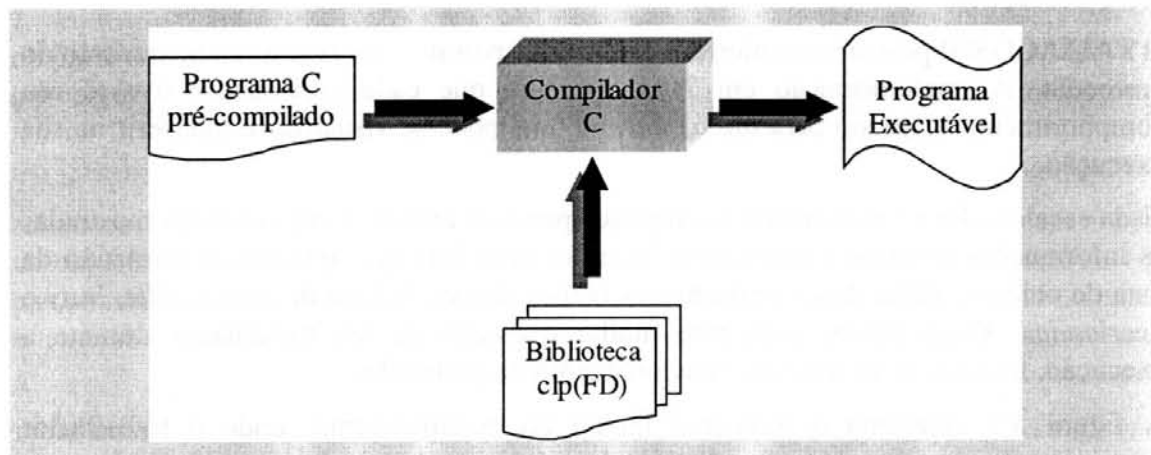 Programa C
pré-compilado
Compilador
C
Programa
Executável
Biblioteca
clp(FD)